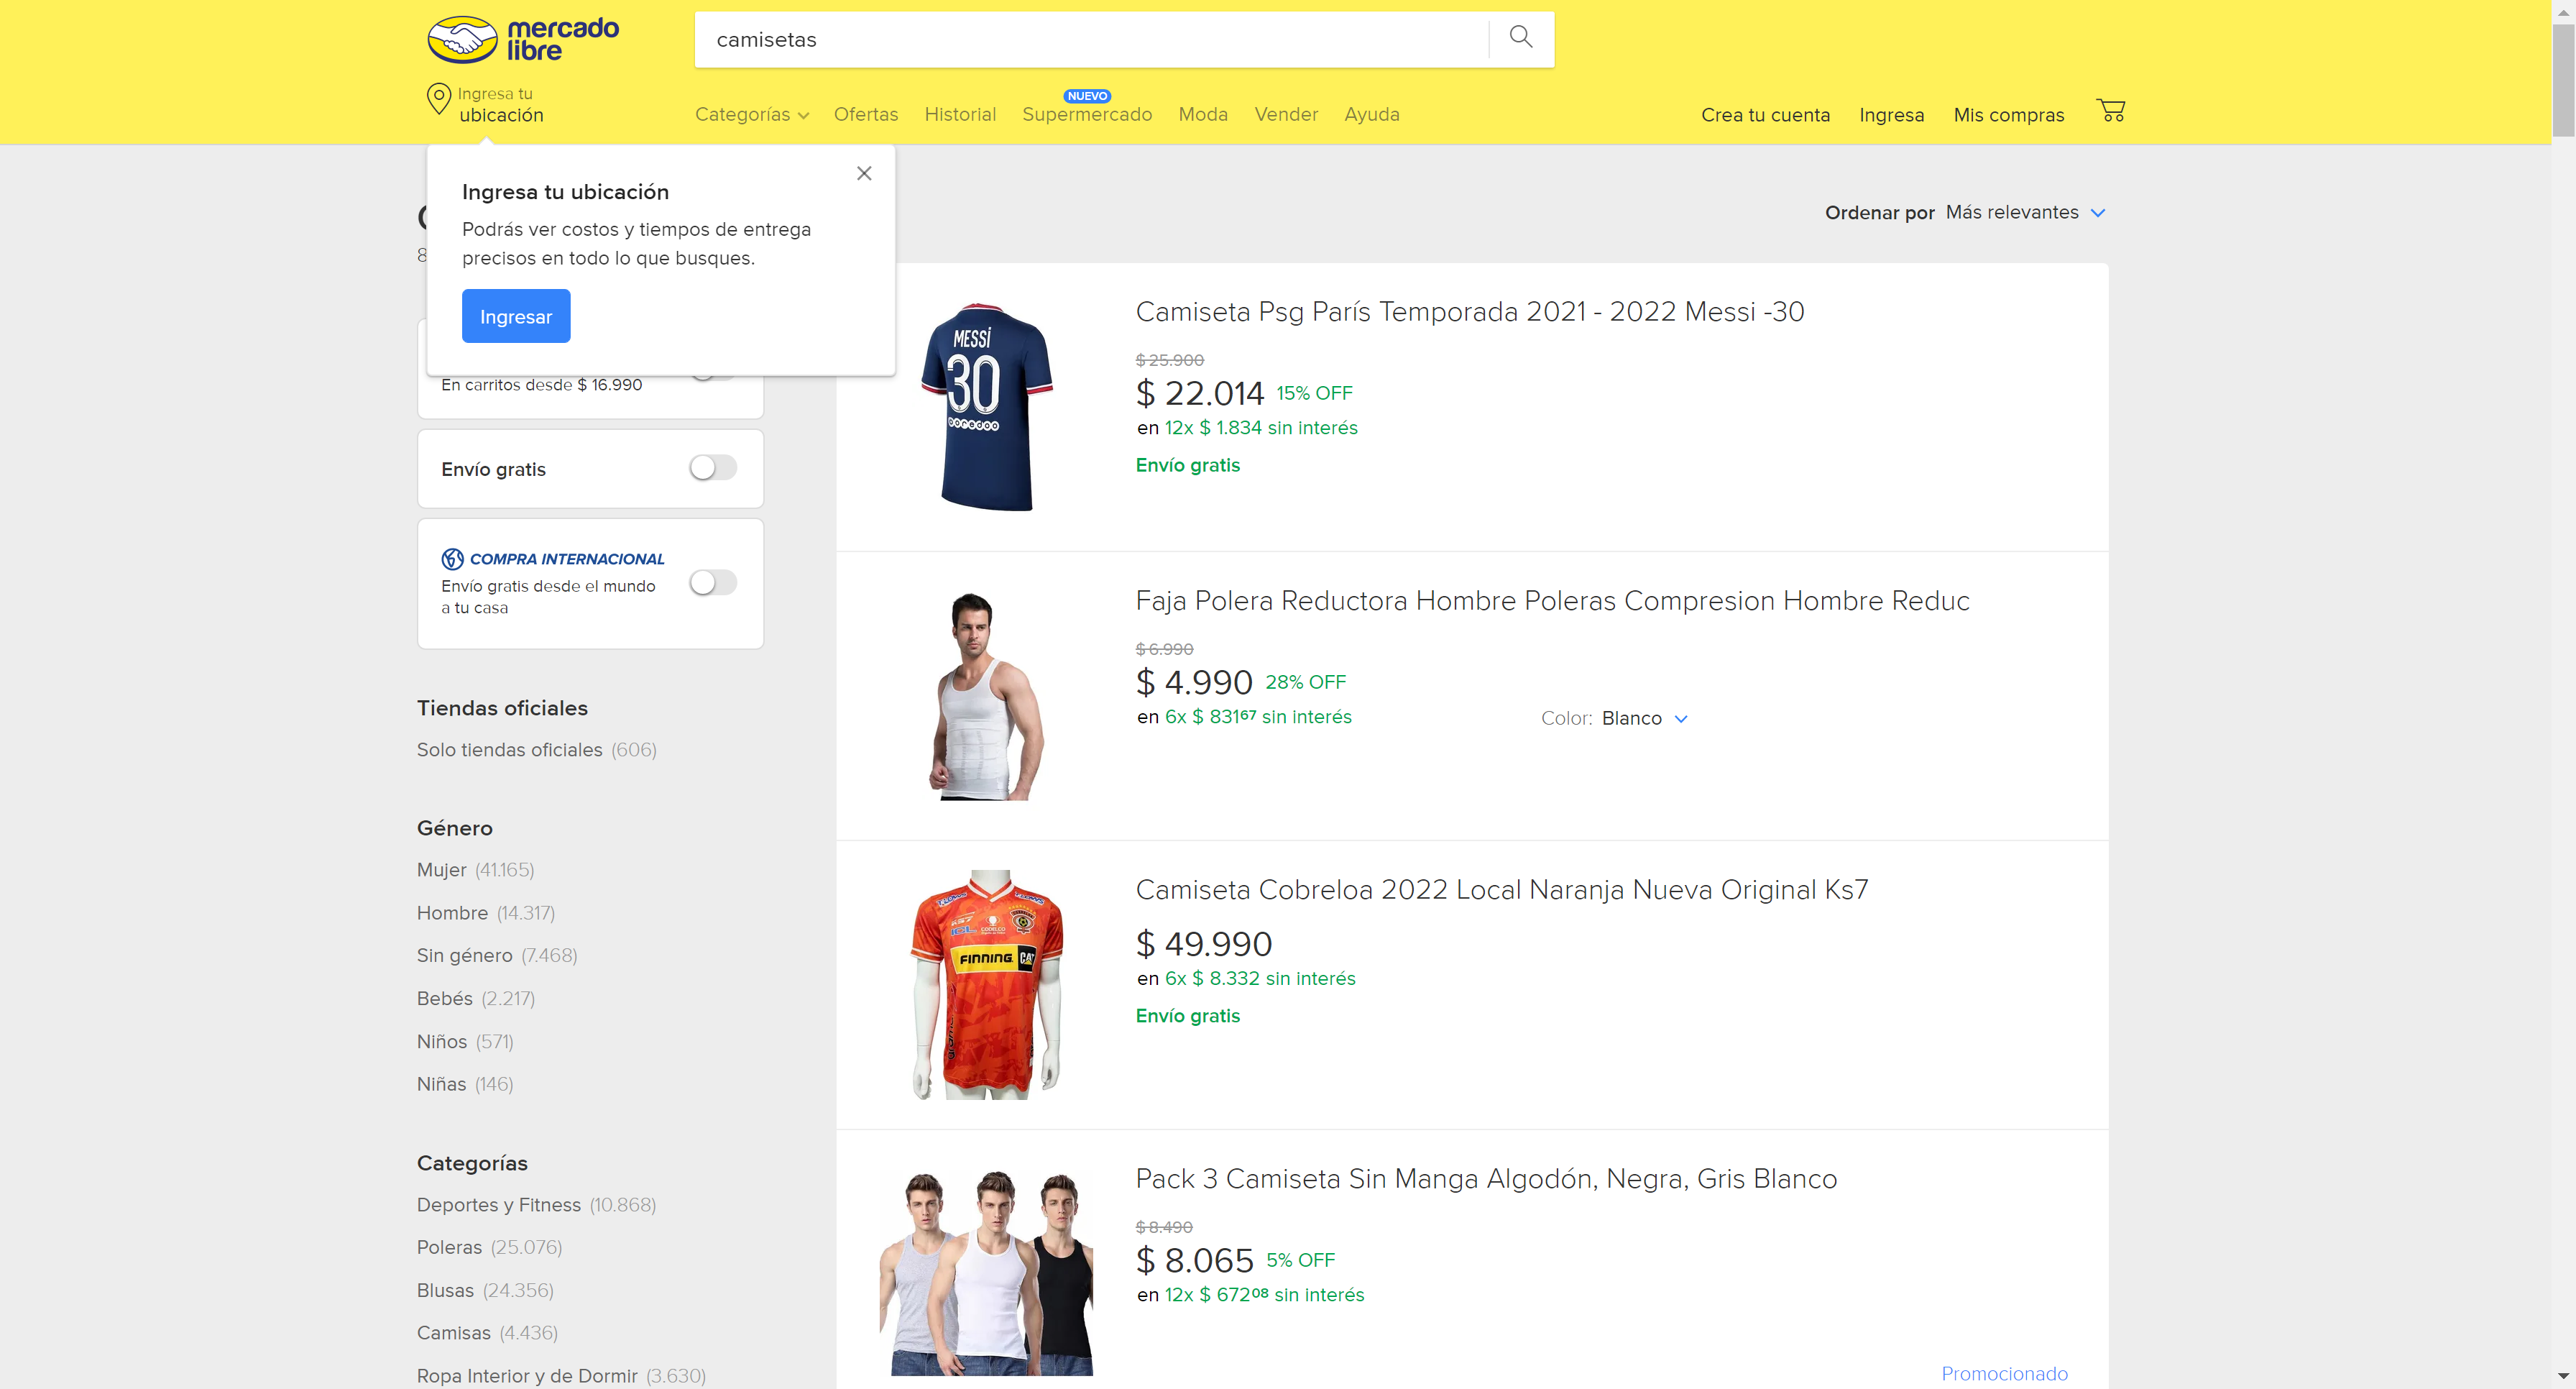 mercado
libre
camisetas
Ingresa tu
ubicación
Categorías
Ofertas
Historial
NUEVO
Supermercado
Moda
Vender
Ayuda
Crea tu cuenta
Ingresa
Mis compras
Ingresa tu ubicación
Podrás ver costos y tiempos de entrega
precisos en todo lo que busques.
Ingresar
Ordenar por Más relevantes
En carritos desde $ 16.990
Envío gratis
COMPRA INTERNACIONAL
Envío gratis desde el mundo
a tu casa
Tiendas oficiales
Solo tiendas oficiales (606)
Género
Mujer (41.165)
Hombre (14.317)
Sin género (7.468)
Bebés (2.217)
Niños (571)
Niñas (146)
Categorías
Deportes y Fitness (10.868)
Poleras (25.076)
Blusas (24.356)
Camisas (4.436)
Ropa Interior y de Dormir (3.630)
MESSI
30
ooredoo
Camiseta Psg París Temporada 2021 - 2022 Messi -30
$ 25.900
$ 22.014 15% OFF
en 12x $ 1.834 sin interés
Envío gratis
Faja Polera Reductora Hombre Poleras Compresion Hombre Reduc
$ 6.990
$ 4.990 28% OFF
en 6x $ 831 67 sin interés
Color: Blanco
FINNING CAT
Camiseta Cobreloa 2022 Local Naranja Nueva Original Ks7
$ 49.990
en 6x $ 8.332 sin interés
Envío gratis
Pack 3 Camiseta Sin Manga Algodón, Negra, Gris Blanco
$ 8.490
$ 8.065 5% OFF
en 12x $ 672 08 sin interés
Promocionado